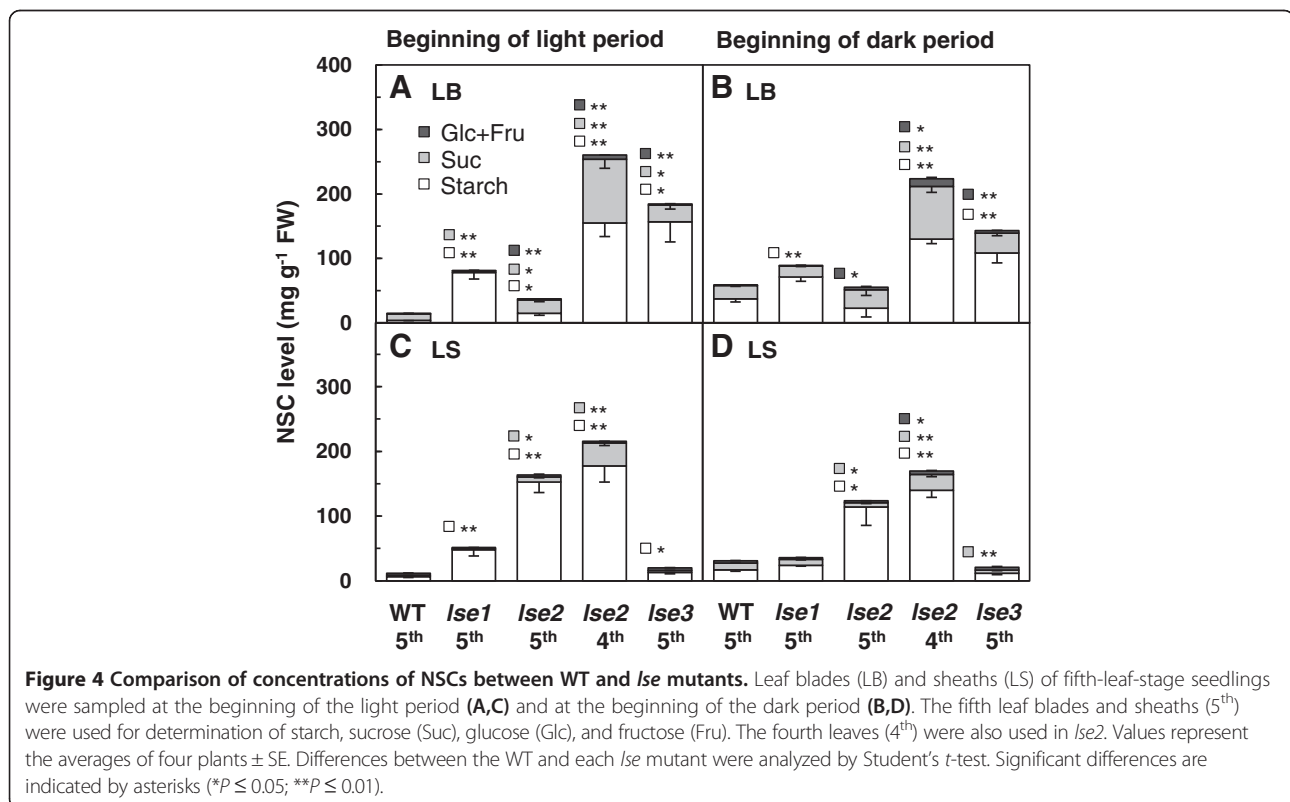 Beginning of light period Beginning of dark period
400
300
200
100
0
A LB
Glc+Fru
Suc
Starch
**
**
**
**
*
*
**
**
**
**
*
*
B LB
**
*
*
**
**
**
**
NSC level (mg g⁻¹ FW)
300
200
100
0
C LS
**
*
**
**
**
*
D LS
*
*
*
**
**
**
WT lse1 lse2 lse2 lse3 WT lse1 lse2 lse2 lse3
5th 5th 5th 4th 5th 5th 5th 5th 4th 5th
Figure 4 Comparison of concentrations of NSCs between WT and lse mutants. Leaf blades (LB) and sheaths (LS) of fifth-leaf-stage seedlings
were sampled at the beginning of the light period (A,C) and at the beginning of the dark period (B,D). The fifth leaf blades and sheaths (5th)
were used for determination of starch, sucrose (Suc), glucose (Glc), and fructose (Fru). The fourth leaves (4th) were also used in lse2. Values represent
the averages of four plants ± SE. Differences between the WT and each lse mutant were analyzed by Student's t-test. Significant differences are
indicated by asterisks (*P ≤ 0.05; **P ≤ 0.01).